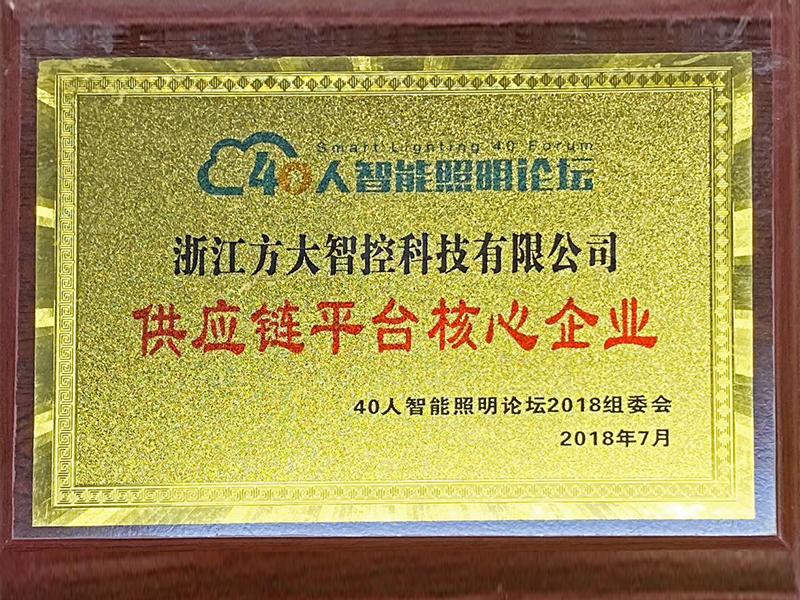 Smart Lighting 40 Forum
40人智能照明论坛
浙江方大智控科技有限公司
供应链平台核心企业
40人智能照明论坛2018组委会
2018年7月